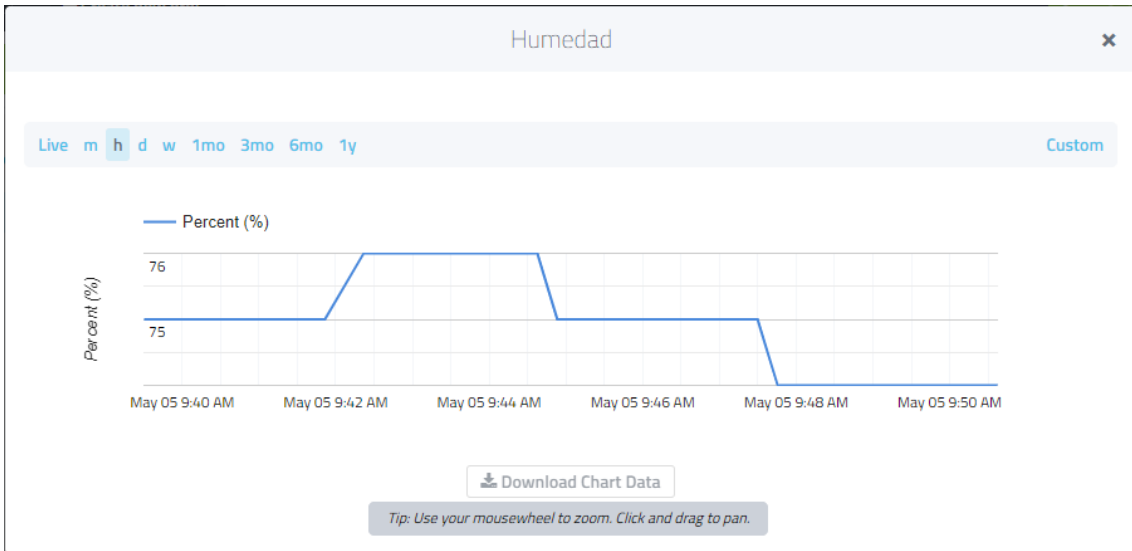 Humedad ×
Live m h d w 1mo 3mo 6mo 1y Custom
Percent (%)
Percent (%)
76
75
May 05 9:40 AM May 05 9:42 AM May 05 9:44 AM May 05 9:46 AM May 05 9:48 AM May 05 9:50 AM
Download Chart Data
Tip: Use your mousewheel to zoom. Click and drag to pan.